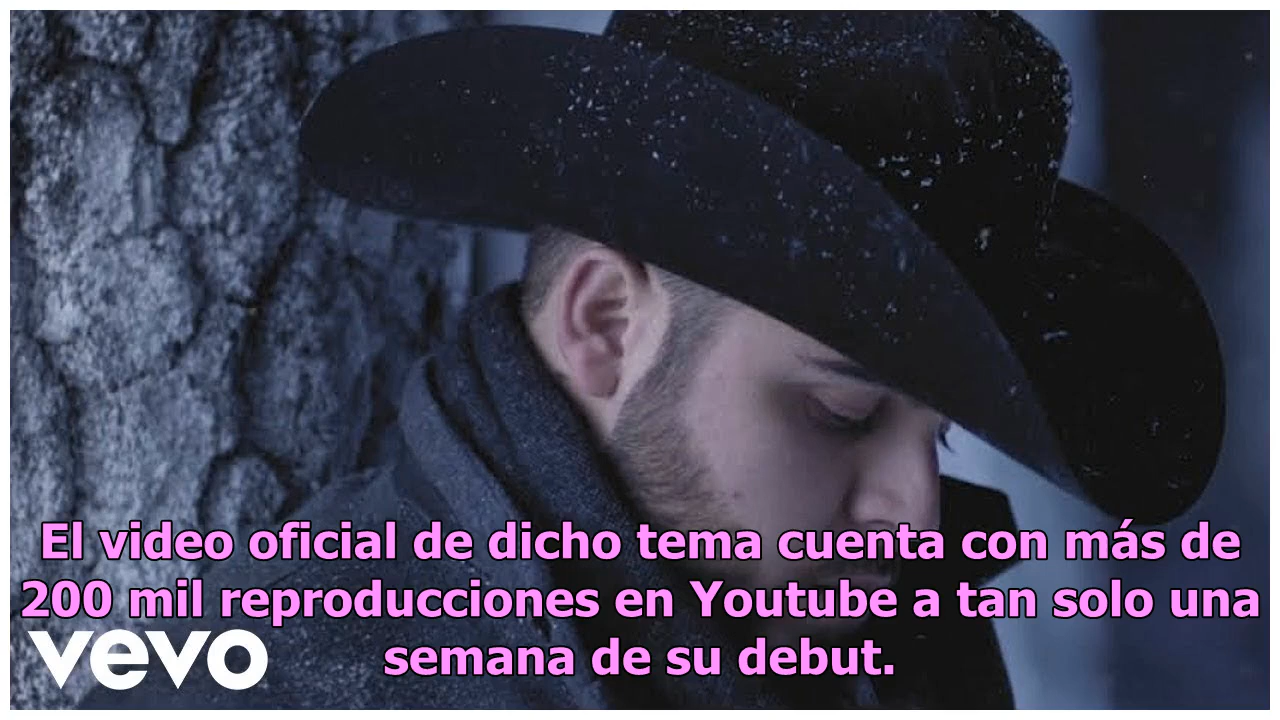 El video oficial de dicho tema cuenta con más de
200 mil reproducciones en Youtube a tan solo una
semana de su debut.
vevo